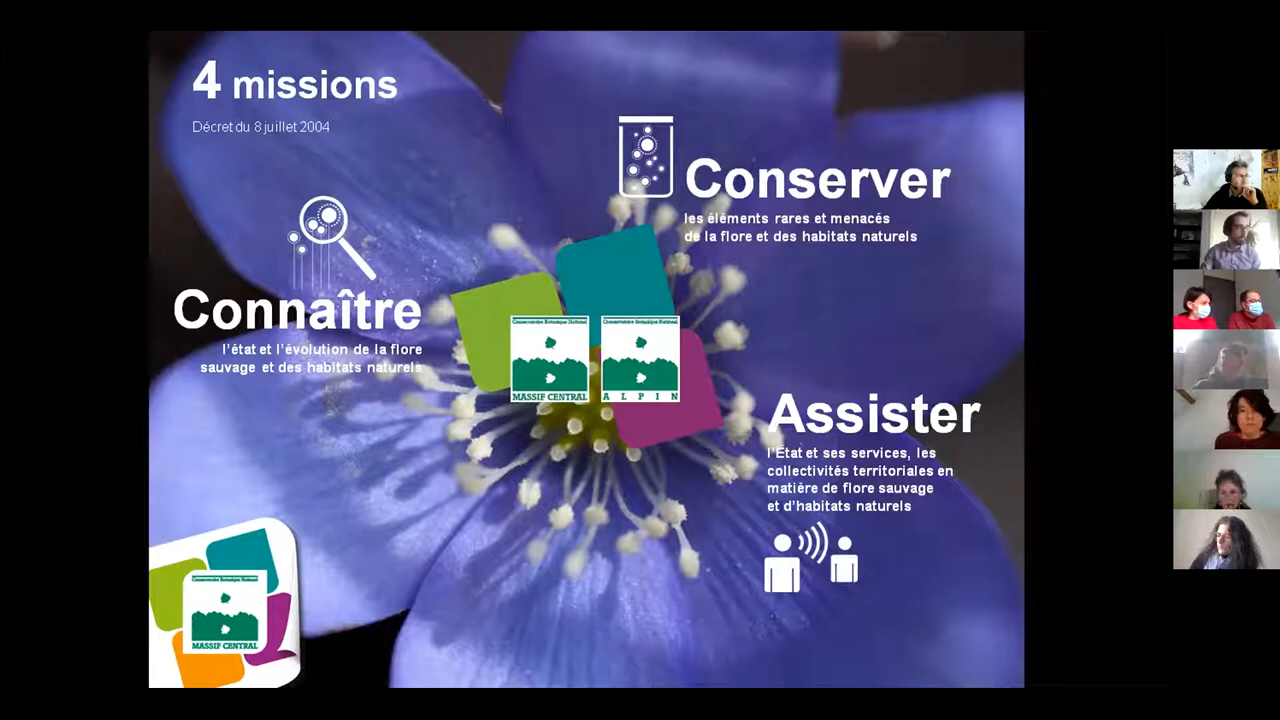 4 missions
Décret du 8 juillet 2004
Conserver
les éléments rares et menacés
de la flore et des habitats naturels
Connaître
l'état et l'évolution de la flore
sauvage et des habitats naturels
Conservatoire Botanique National
MASSIF CENTRAL
Conservatoire Botanique National
ALPIN
Assister
l'État et ses services, les
collectivités territoriales en
matière de flore sauvage
et d'habitats naturels
Conservatoire Botanique National
MASSIF CENTRAL